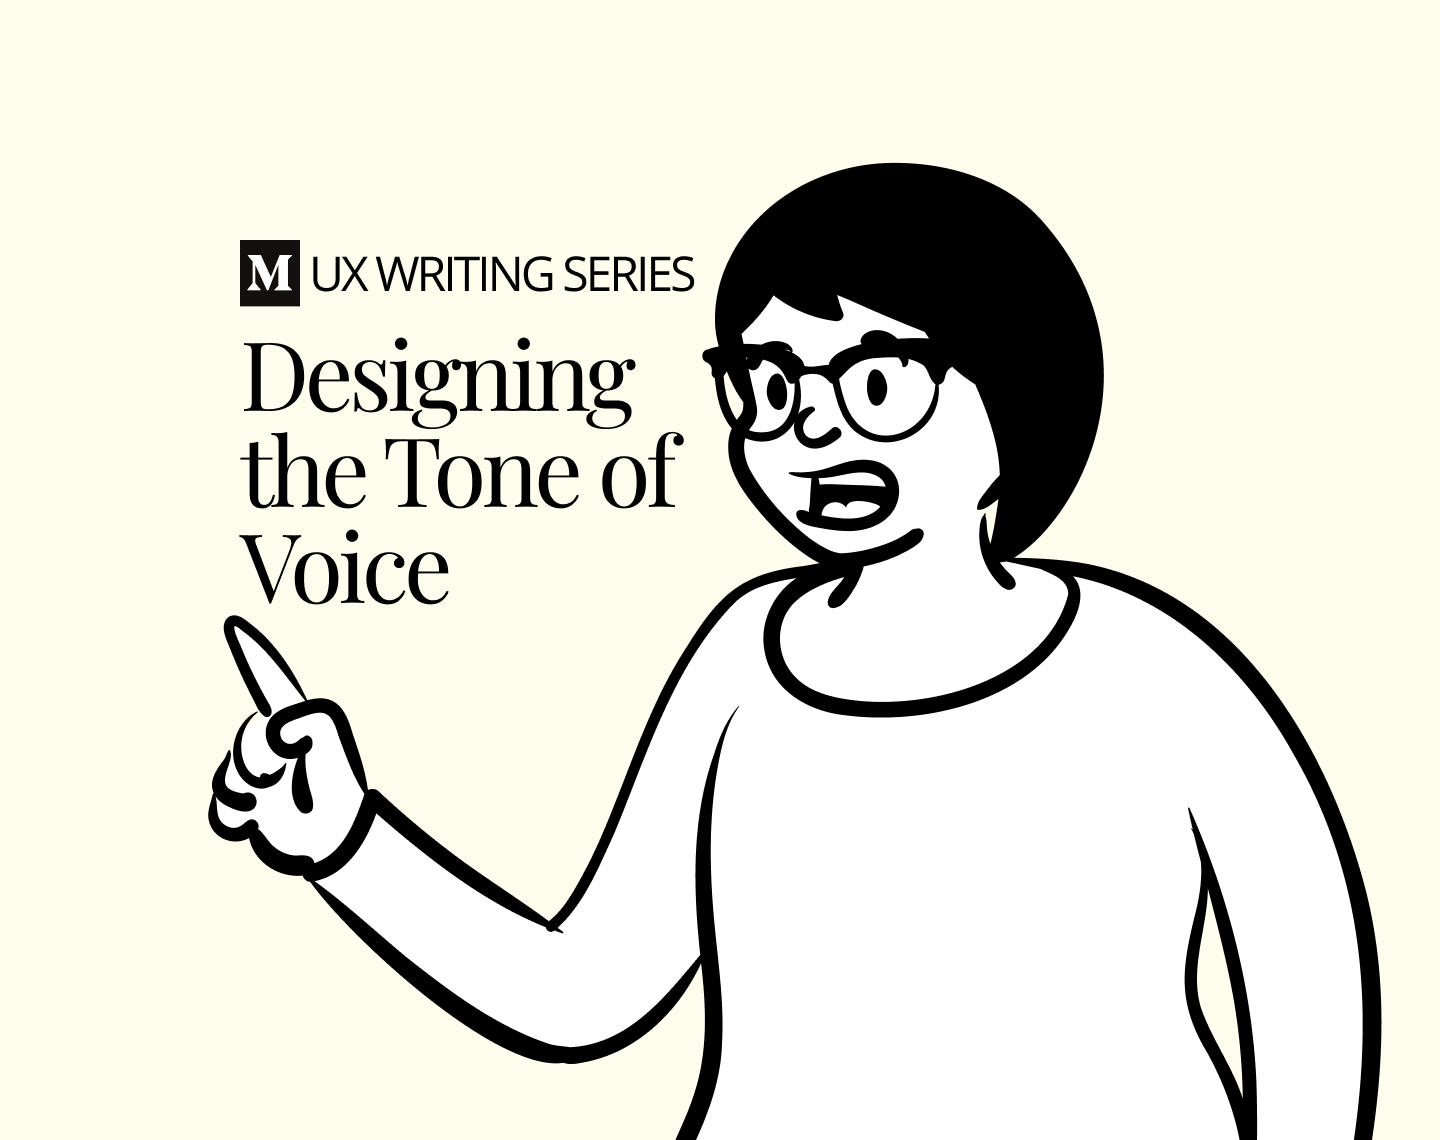 M UX WRITING SERIES
Designing
the Tone of
Voice